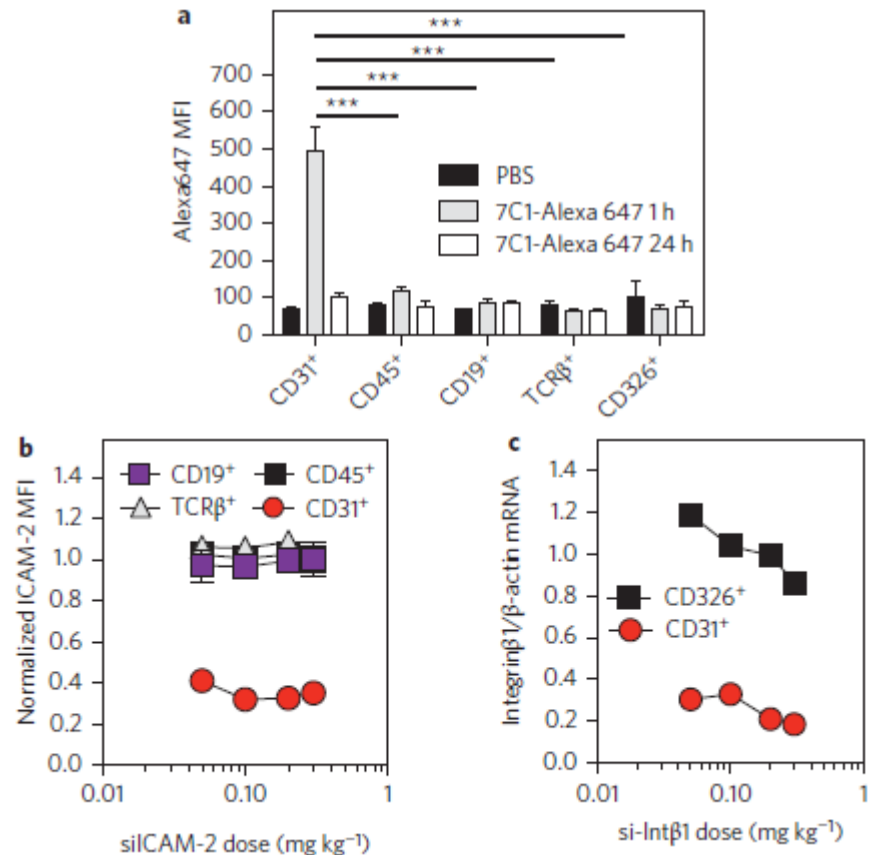 a
***
***
***
***
Alexa647 MFI
700
600
500
400
300
200
100
0
PBS
7C1-Alexa 647 1 h
7C1-Alexa 647 24 h
CD31⁺
CD45⁺
CD19⁺
TCRβ⁺
CD326⁺
b
Normalized ICAM-2 MFI
1.4
1.2
1.0
0.8
0.6
0.4
0.2
0.0
CD19⁺ CD45⁺
TCRβ⁺ CD31⁺
0.01 0.10 1
siICAM-2 dose (mg kg⁻¹)
c
Integrinβ1/β-actin mRNA
1.4
1.2
1.0
0.8
0.6
0.4
0.2
0.0
CD326⁺
CD31⁺
0.01 0.10 1
si-Intβ1 dose (mg kg⁻¹)